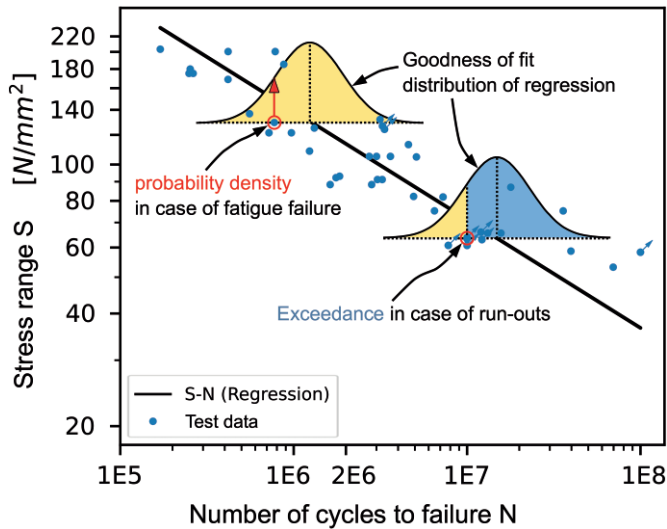 220
180
140
100
80
60
40
20
Stress range S [N/mm²]
Goodness of fit
distribution of regression
probability density
in case of fatigue failure
Exceedance in case of run-outs
S-N (Regression)
Test data
1E5
1E6
2E6
1E7
1E8
Number of cycles to failure N